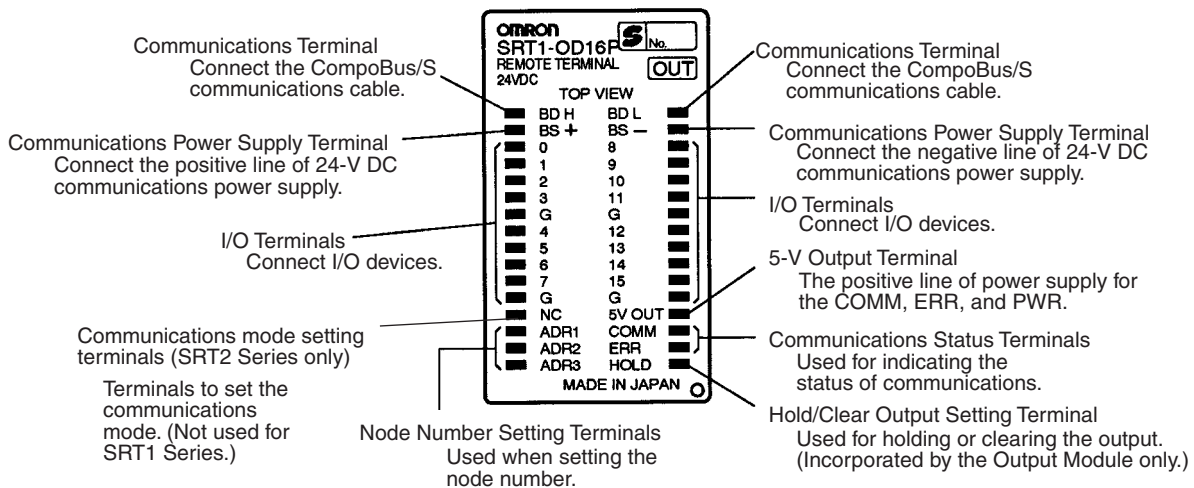 OMRON
SRT1-OD16P
S
No.
REMOTE TERMINAL
OUT
24VDC
TOP VIEW
BD H BD L
BS + BS −
0 8
1 9
2 10
3 11
G G
4 12
5 13
6 14
7 15
G G
NC 5V OUT
ADR1 COMM
ADR2 ERR
ADR3 HOLD
MADE IN JAPAN
Communications Terminal
Connect the CompoBus/S
communications cable.
Communications Power Supply Terminal
Connect the positive line of 24-V DC
communications power supply.
I/O Terminals
Connect I/O devices.
Communications mode setting
terminals (SRT2 Series only)
Terminals to set the
communications
mode. (Not used for
SRT1 Series.)
Node Number Setting Terminals
Used when setting the
node number.
Communications Terminal
Connect the CompoBus/S
communications cable.
Communications Power Supply Terminal
Connect the negative line of 24-V DC
communications power supply.
I/O Terminals
Connect I/O devices.
5-V Output Terminal
The positive line of power supply for
the COMM, ERR, and PWR.
Communications Status Terminals
Used for indicating the
status of communications.
Hold/Clear Output Setting Terminal
Used for holding or clearing the output.
(Incorporated by the Output Module only.)